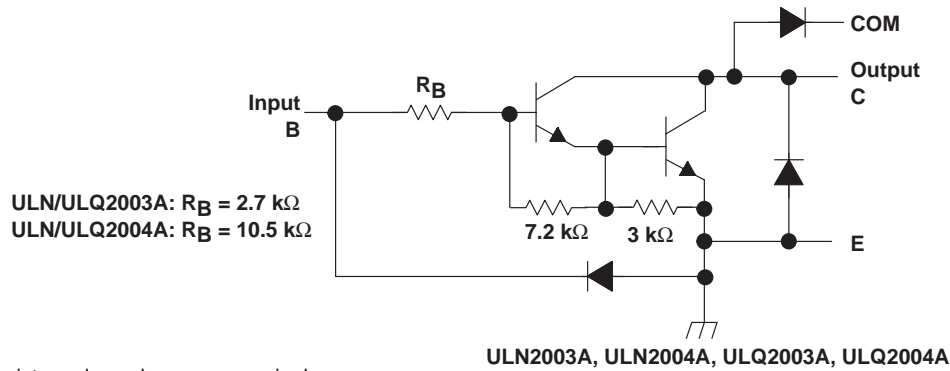 COM
Output
C
RB
Input
B
ULN/ULQ2003A: RB = 2.7 kΩ
ULN/ULQ2004A: RB = 10.5 kΩ
7.2 kΩ
3 kΩ
E
ULN2003A, ULN2004A, ULQ2003A, ULQ2004A